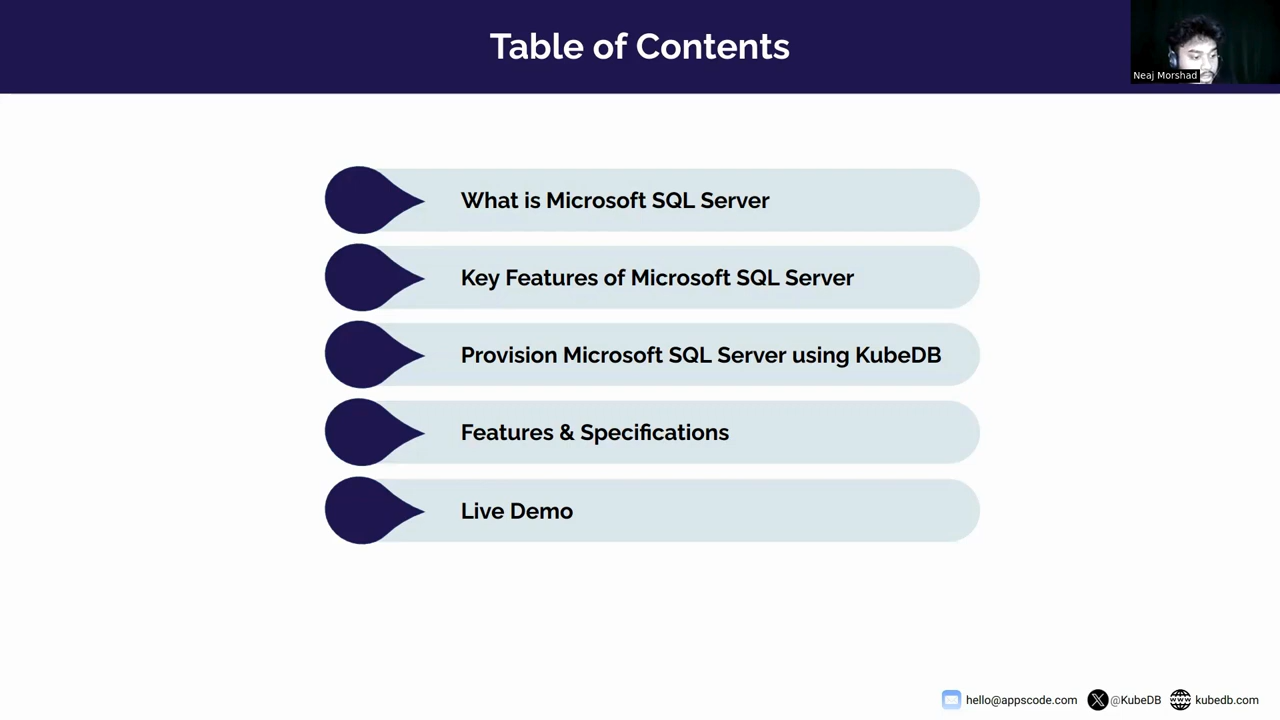 Table of Contents
Neaj Morshad
What is Microsoft SQL Server
Key Features of Microsoft SQL Server
Provision Microsoft SQL Server using KubeDB
Features & Specifications
Live Demo
hello@appscode.com @KubeDB kubedb.com